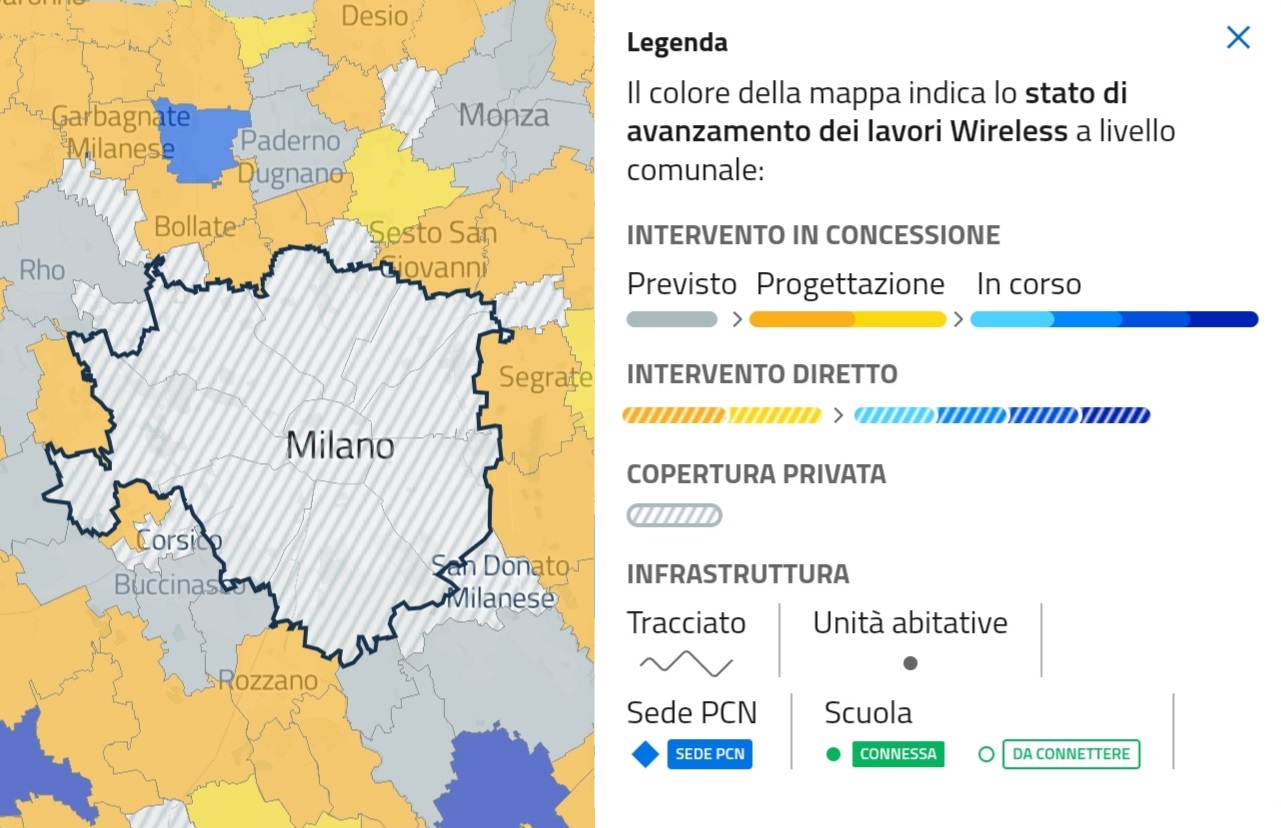 Desio
Garbagnate
Milanese
Paderno
Dugnano
Monza
Bollate
Sesto San
Giovanni
Rho
Segrate
Milano
Corsico
Buccinasco
San Donato
Milanese
Rozzano
Legenda
Il colore della mappa indica lo stato di
avanzamento dei lavori Wireless a livello
comunale:
INTERVENTO IN CONCESSIONE
Previsto Progettazione In corso
INTERVENTO DIRETTO
COPERTURA PRIVATA
INFRASTRUTTURA
Tracciato Unità abitative
Sede PCN Scuola
SEDE PCN CONNESSA DA CONNETTERE